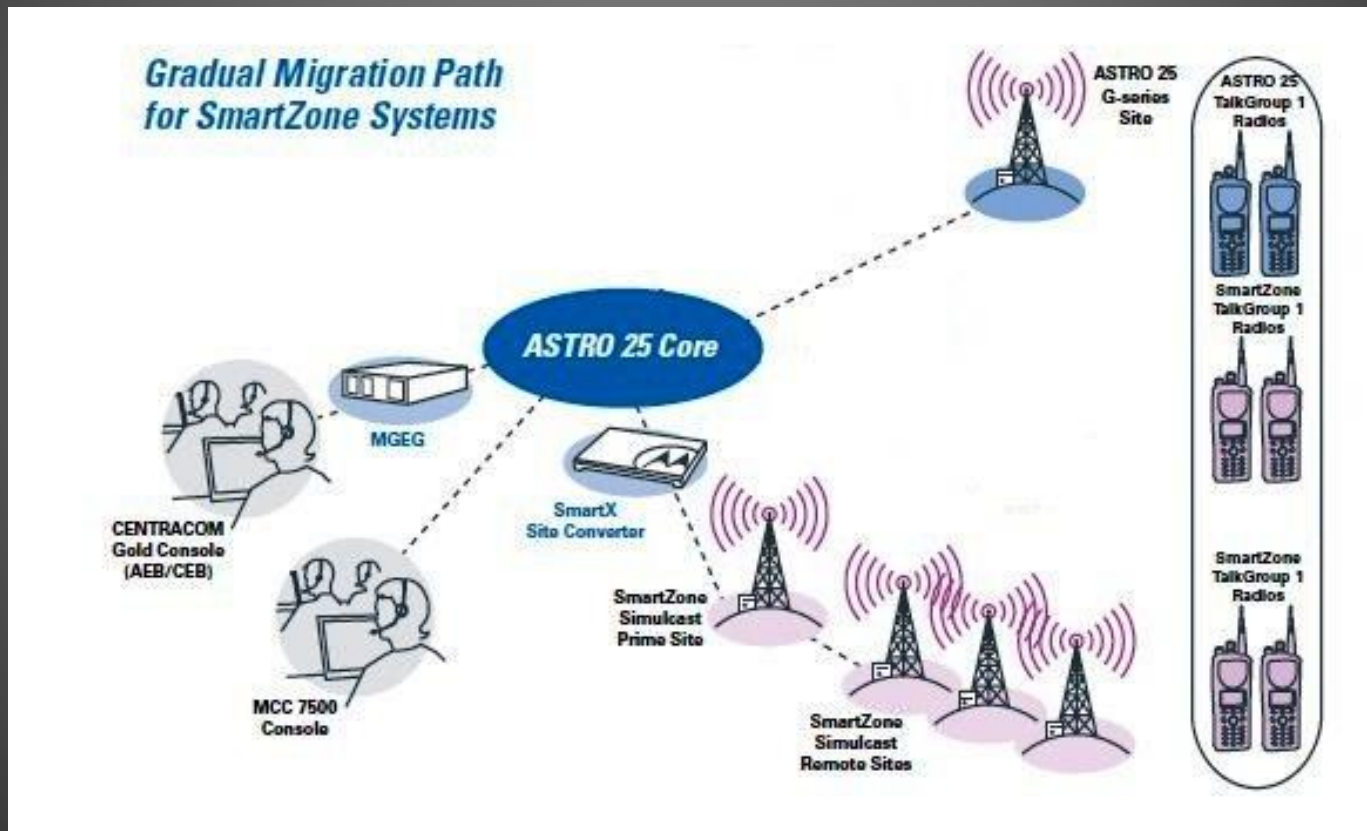 Gradual Migration Path
for SmartZone Systems
ASTRO 25
G-series
Site
ASTRO 25
TalkGroup 1
Radios
SmartZone
TalkGroup 1
Radios
ASTRO 25 Core
MGEG
CENTRACOM
Gold Console
(AEB/CEB)
SmartX
Site Converter
MCC 7500
Console
SmartZone
Simulcast
Prime Site
SmartZone
Simulcast
Remote Sites
SmartZone
TalkGroup 1
Radios